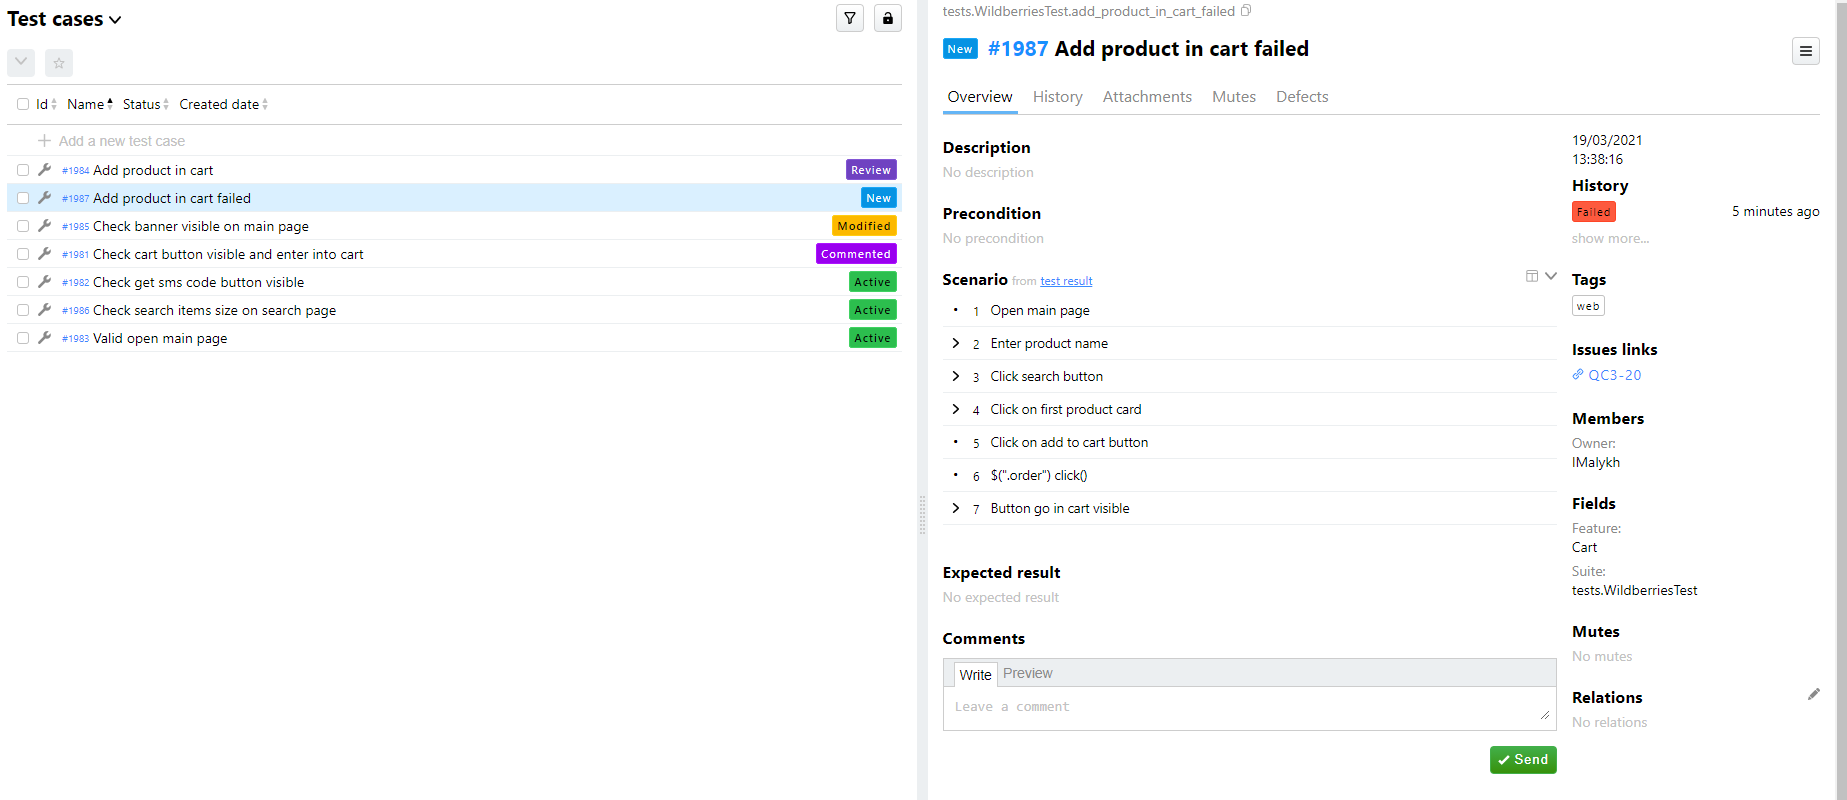 Test cases
Id Name Status Created date
Add a new test case
#1984 Add product in cart Review
#1987 Add product in cart failed New
#1985 Check banner visible on main page Modified
#1981 Check cart button visible and enter into cart Commented
#1982 Check get sms code button visible Active
#1986 Check search items size on search page Active
#1983 Valid open main page Active
tests.WildberriesTest.add_product_in_cart_failed
New #1987 Add product in cart failed
Overview History Attachments Mutes Defects
Description
No description
Precondition
No precondition
Scenario from test result
1 Open main page
2 Enter product name
3 Click search button
4 Click on first product card
5 Click on add to cart button
6 $(".order") click()
7 Button go in cart visible
Expected result
No expected result
Comments
Write Preview
Leave a comment
Send
19/03/2021
13:38:16
History
Failed 5 minutes ago
show more...
Tags
web
Issues links
QC3-20
Members
Owner:
IMalykh
Fields
Feature:
Cart
Suite:
tests.WildberriesTest
Mutes
No mutes
Relations
No relations